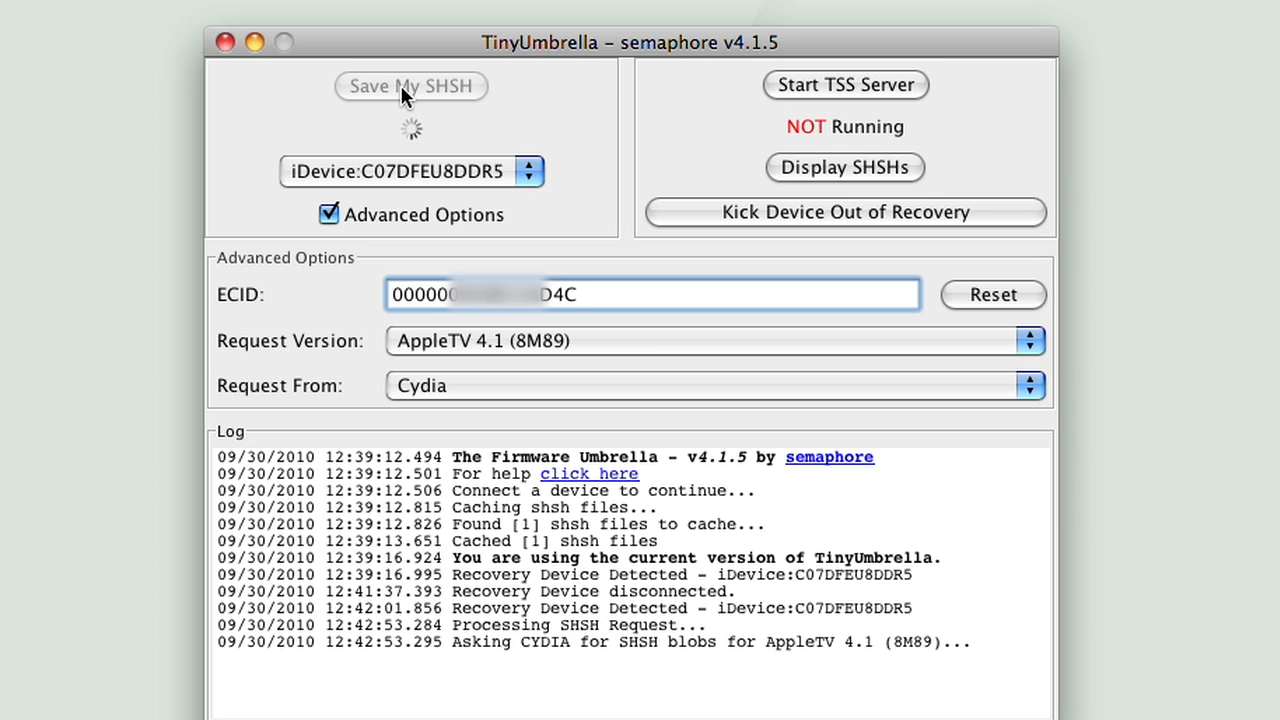 TinyUmbrella – semaphore v4.1.5
Save My SHSH
iDevice:C07DFEU8DDR5
Advanced Options
Start TSS Server
NOT Running
Display SHSHs
Kick Device Out of Recovery
Advanced Options
ECID:
00000 D4C
Reset
Request Version:
AppleTV 4.1 (8M89)
Request From:
Cydia
Log
09/30/2010 12:39:12.494 The Firmware Umbrella - v4.1.5 by semaphore
09/30/2010 12:39:12.501 For help click here
09/30/2010 12:39:12.506 Connect a device to continue...
09/30/2010 12:39:12.815 Caching shsh files...
09/30/2010 12:39:12.826 Found [1] shsh files to cache...
09/30/2010 12:39:13.651 Cached [1] shsh files
09/30/2010 12:39:16.924 You are using the current version of TinyUmbrella.
09/30/2010 12:39:16.995 Recovery Device Detected - iDevice:C07DFEU8DDR5
09/30/2010 12:41:37.393 Recovery Device disconnected.
09/30/2010 12:42:01.856 Recovery Device Detected - iDevice:C07DFEU8DDR5
09/30/2010 12:42:53.284 Processing SHSH Request...
09/30/2010 12:42:53.295 Asking CYDIA for SHSH blobs for AppleTV 4.1 (8M89)...